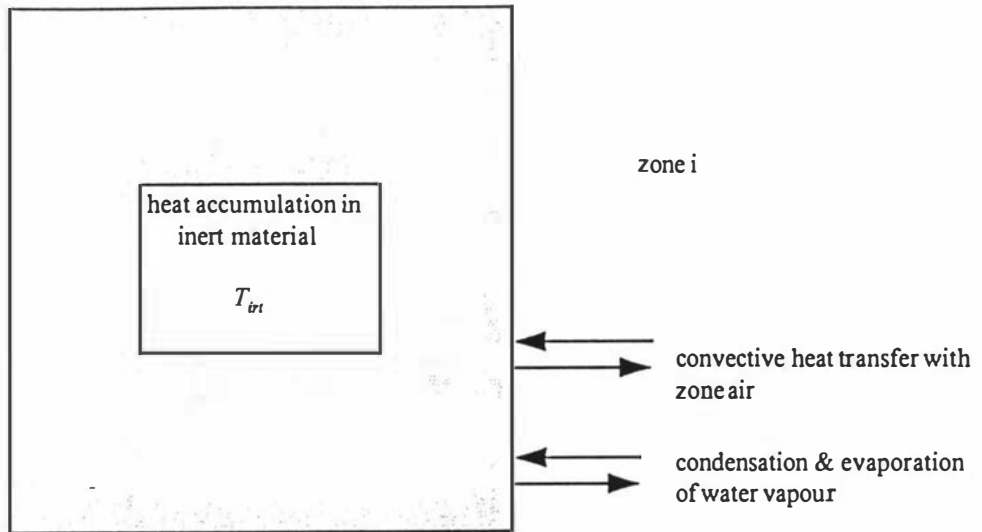 zone i
heat accumulation in
inert material
T_irt
convective heat transfer with
zone air
condensation & evaporation
of water vapour